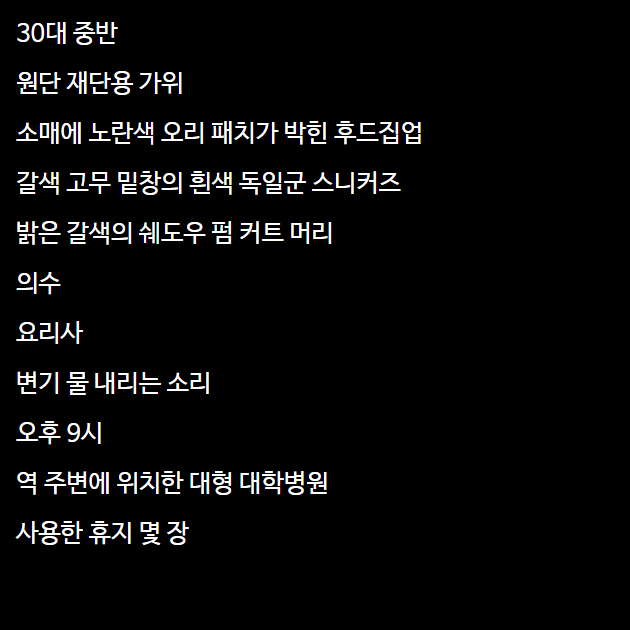 30대 중반
원단 재단용 가위
소매에 노란색 오리 패치가 박힌 후드집업
갈색 고무 밑창의 흰색 독일군 스니커즈
밝은 갈색의 쉐도우 펌 커트 머리
의수
요리사
변기 물 내리는 소리
오후 9시
역 주변에 위치한 대형 대학병원
사용한 휴지 몇 장